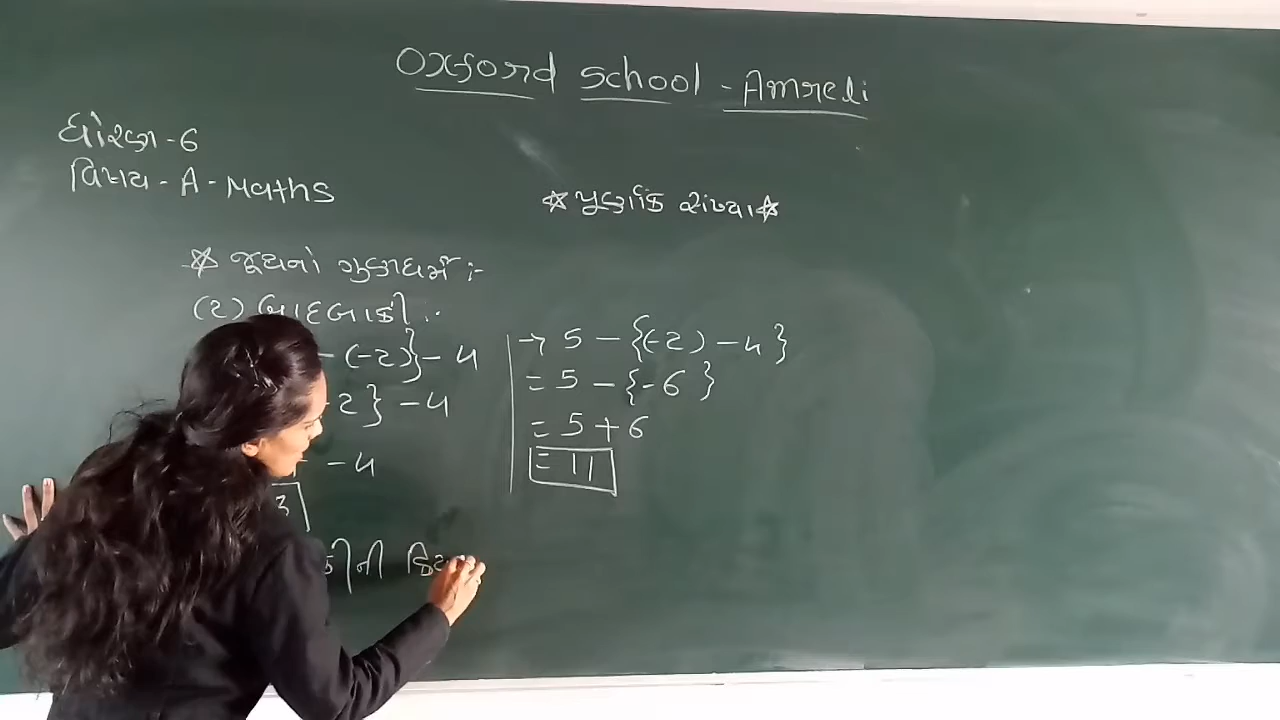 Oxford School - Amreli
ધોરણ-6
વિષય - A - Maths
* પૂર્ણાંક સંખ્યા *
* જૂથનો ગુણધર્મ :-
(૨) બાદબાકી :-
- (-2)} - 4
-2} - 4
- 4
3
કીની ક્રિ
→ 5 - {(-2) - 4}
= 5 - {-6}
= 5 + 6
= 11